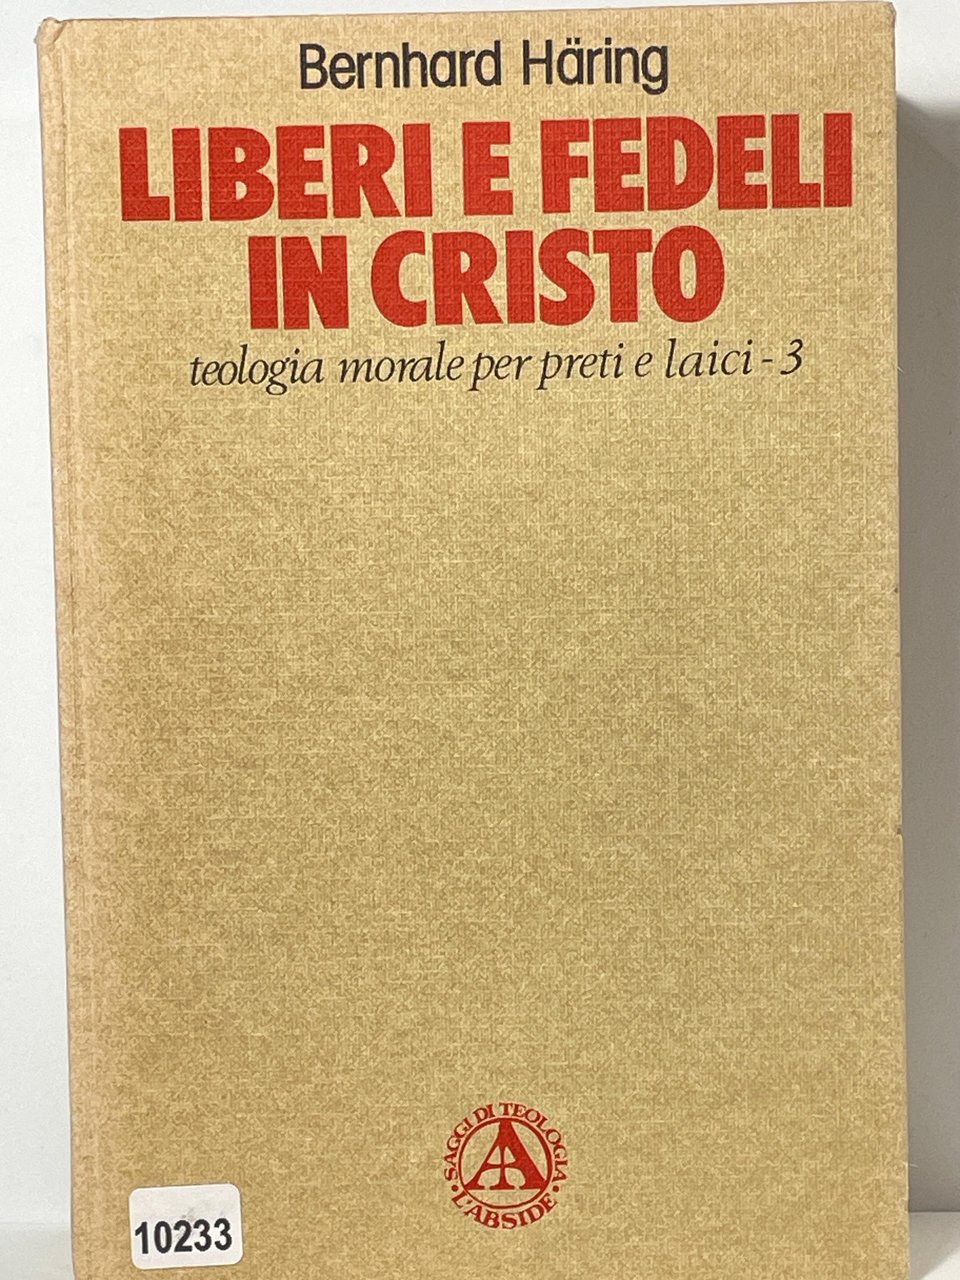 Bernhard Häring
LIBERI E FEDELI
IN CRISTO
teologia morale per preti e laici - 3
SAGGI DI TEOLOGIA
A
• L'ABSIDE •
10233